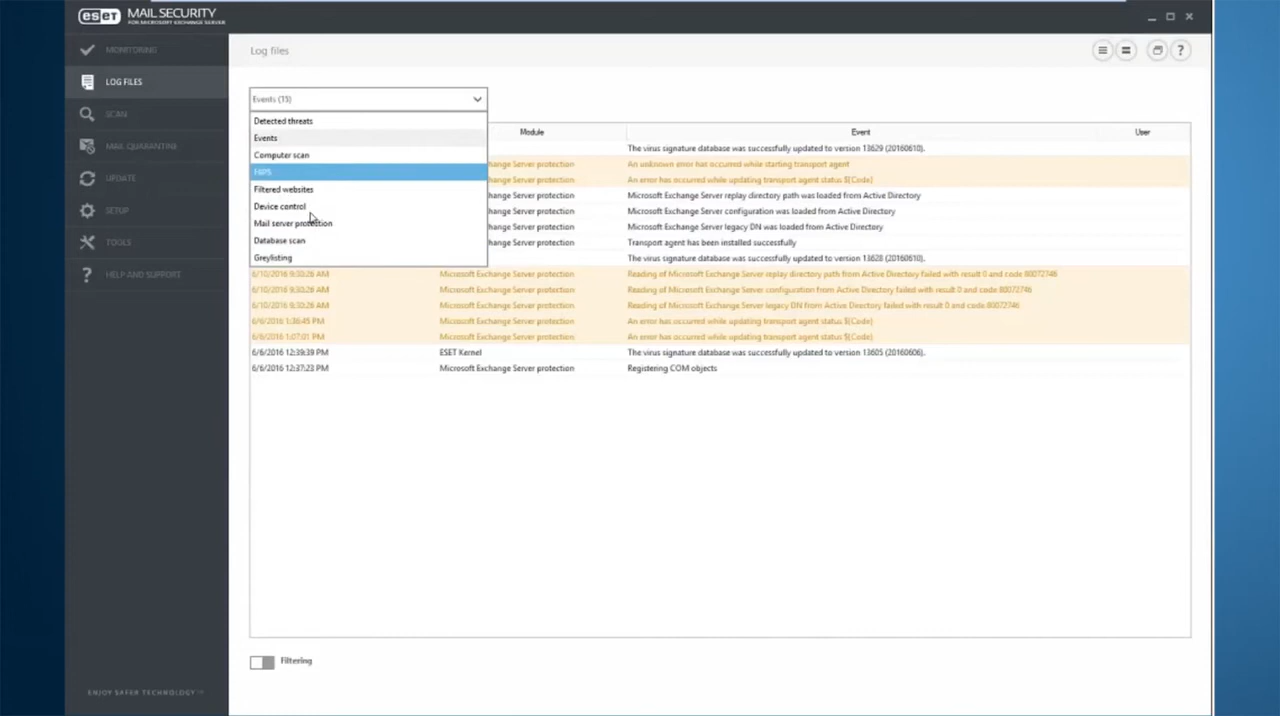 eset MAIL SECURITY
FOR MICROSOFT EXCHANGE SERVER
MONITORING
LOG FILES
SCAN
MAIL QUARANTINE
UPDATE
SETUP
TOOLS
HELP AND SUPPORT
ENJOY SAFER TECHNOLOGY™
Log files
?
Events (15)
Detected threats
Events
Computer scan
HIPS
Filtered websites
Device control
Mail server protection
Database scan
Greylisting
Module Event User
The virus signature database was successfully updated to version 13629 (20160610).
hange Server protection An unknown error has occurred while starting transport agent
hange Server protection An error has occurred while updating transport agent status $(Code)
hange Server protection Microsoft Exchange Server replay directory path was loaded from Active Directory
hange Server protection Microsoft Exchange Server configuration was loaded from Active Directory
hange Server protection Microsoft Exchange Server legacy DN was loaded from Active Directory
hange Server protection Transport agent has been installed successfully
The virus signature database was successfully updated to version 13628 (20160610).
6/10/2016 9:30:26 AM Microsoft Exchange Server protection Reading of Microsoft Exchange Server replay directory path from Active Directory failed with result 0 and code 80072746
6/10/2016 9:30:26 AM Microsoft Exchange Server protection Reading of Microsoft Exchange Server configuration from Active Directory failed with result 0 and code 80072746
6/10/2016 9:30:26 AM Microsoft Exchange Server protection Reading of Microsoft Exchange Server legacy DN from Active Directory failed with result 0 and code 80072746
6/6/2016 1:36:45 PM Microsoft Exchange Server protection An error has occurred while updating transport agent status $(Code)
6/6/2016 1:07:01 PM Microsoft Exchange Server protection An error has occurred while updating transport agent status $(Code)
6/6/2016 12:39:39 PM ESET Kernel The virus signature database was successfully updated to version 13605 (20160606).
6/6/2016 12:37:23 PM Microsoft Exchange Server protection Registering COM objects
Filtering